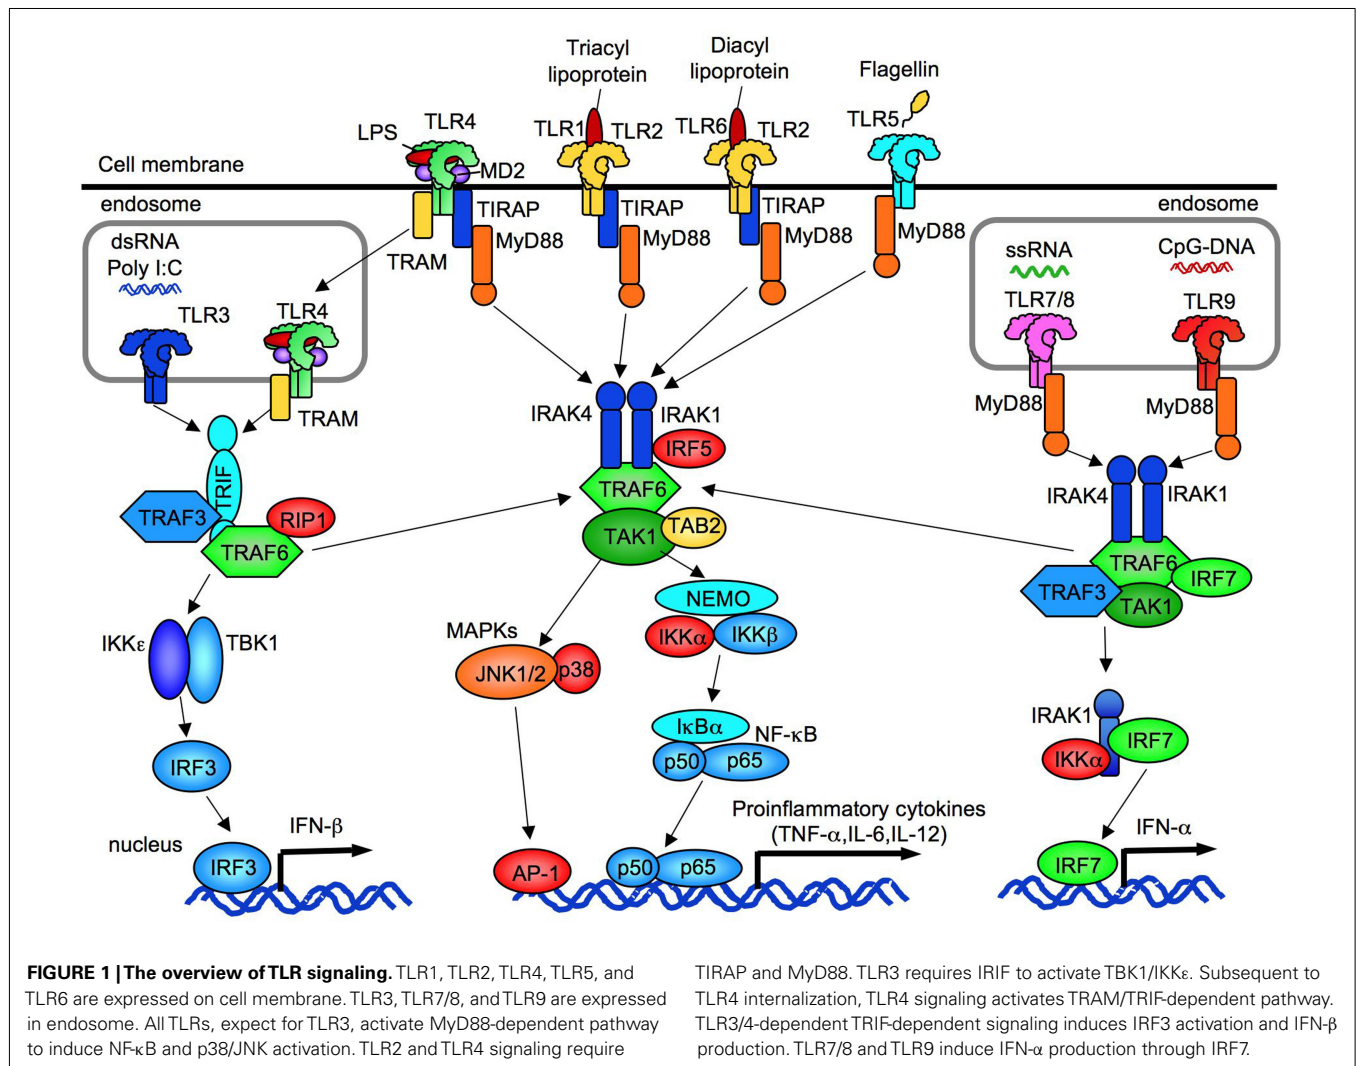 Triacyl
lipoprotein
Diacyl
lipoprotein
Flagellin
LPS
TLR4
TLR1
TLR2
TLR6
TLR2
TLR5
MD2
Cell membrane
endosome
endosome
TIRAP
TIRAP
TIRAP
MyD88
MyD88
MyD88
MyD88
TRAM
dsRNA
Poly I:C
TLR3
TLR4
TRAM
ssRNA
TLR7/8
CpG-DNA
TLR9
MyD88
MyD88
IRAK4
IRAK1
IRF5
TRAF6
TAK1
TAB2
TRIF
TRAF3
RIP1
TRAF6
IRAK4
IRAK1
TRAF6
IRF7
TRAF3
TAK1
IKKε
TBK1
MAPKs
JNK1/2
p38
NEMO
IKKα
IKKβ
IκBα
NF-κB
p50
p65
IRAK1
IKKα
IRF7
IRF3
nucleus
IRF3
IFN-β
AP-1
p50
p65
Proinflammatory cytokines
(TNF-α,IL-6,IL-12)
IRF7
IFN-α
FIGURE 1 | The overview of TLR signaling. TLR1, TLR2, TLR4, TLR5, and
TLR6 are expressed on cell membrane. TLR3, TLR7/8, and TLR9 are expressed
in endosome. All TLRs, expect for TLR3, activate MyD88-dependent pathway
to induce NF-κB and p38/JNK activation. TLR2 and TLR4 signaling require
TIRAP and MyD88. TLR3 requires IRIF to activate TBK1/IKKε. Subsequent to
TLR4 internalization, TLR4 signaling activates TRAM/TRIF-dependent pathway.
TLR3/4-dependent TRIF-dependent signaling induces IRF3 activation and IFN-β
production. TLR7/8 and TLR9 induce IFN-α production through IRF7.